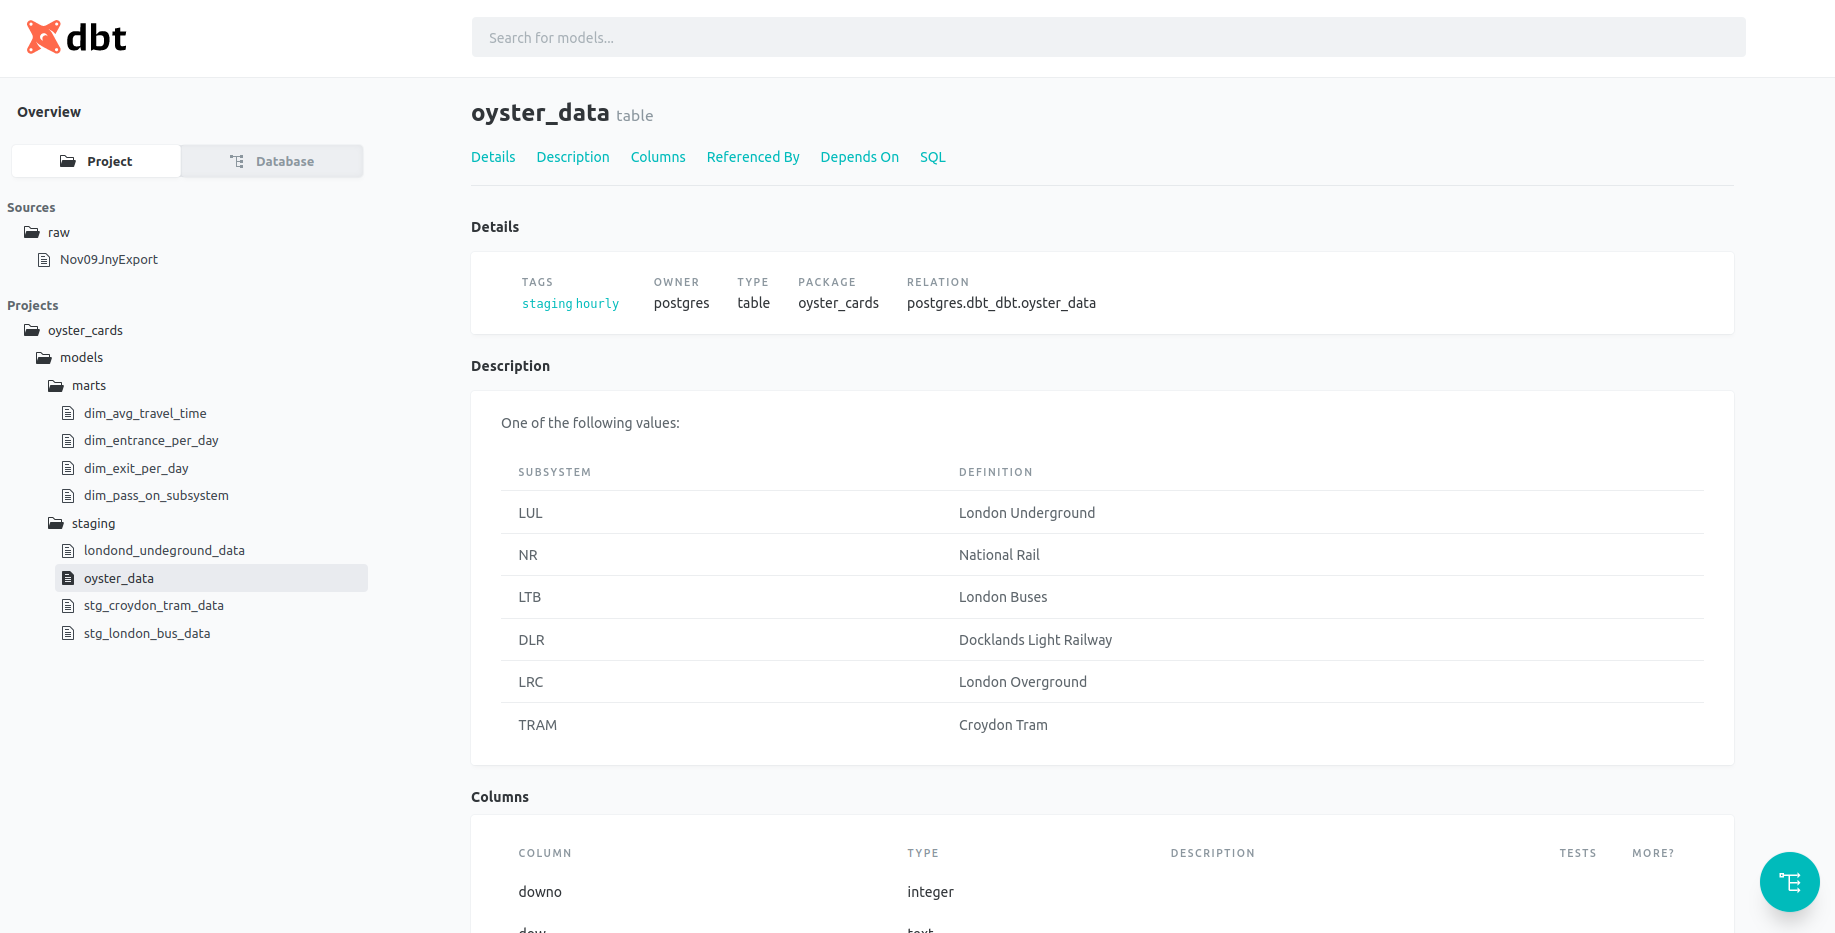 dbt
Search for models...
Overview
Project
Database
Sources
raw
Nov09JnyExport
Projects
oyster_cards
models
marts
dim_avg_travel_time
dim_entrance_per_day
dim_exit_per_day
dim_pass_on_subsystem
staging
londond_undeground_data
oyster_data
stg_croydon_tram_data
stg_london_bus_data
oyster_data table
Details Description Columns Referenced By Depends On SQL
Details
TAGS OWNER TYPE PACKAGE RELATION
staging hourly postgres table oyster_cards postgres.dbt_dbt.oyster_data
Description
One of the following values:
SUBSYSTEM DEFINITION
LUL London Underground
NR National Rail
LTB London Buses
DLR Docklands Light Railway
LRC London Overground
TRAM Croydon Tram
Columns
COLUMN TYPE DESCRIPTION TESTS MORE?
downo integer
dow text